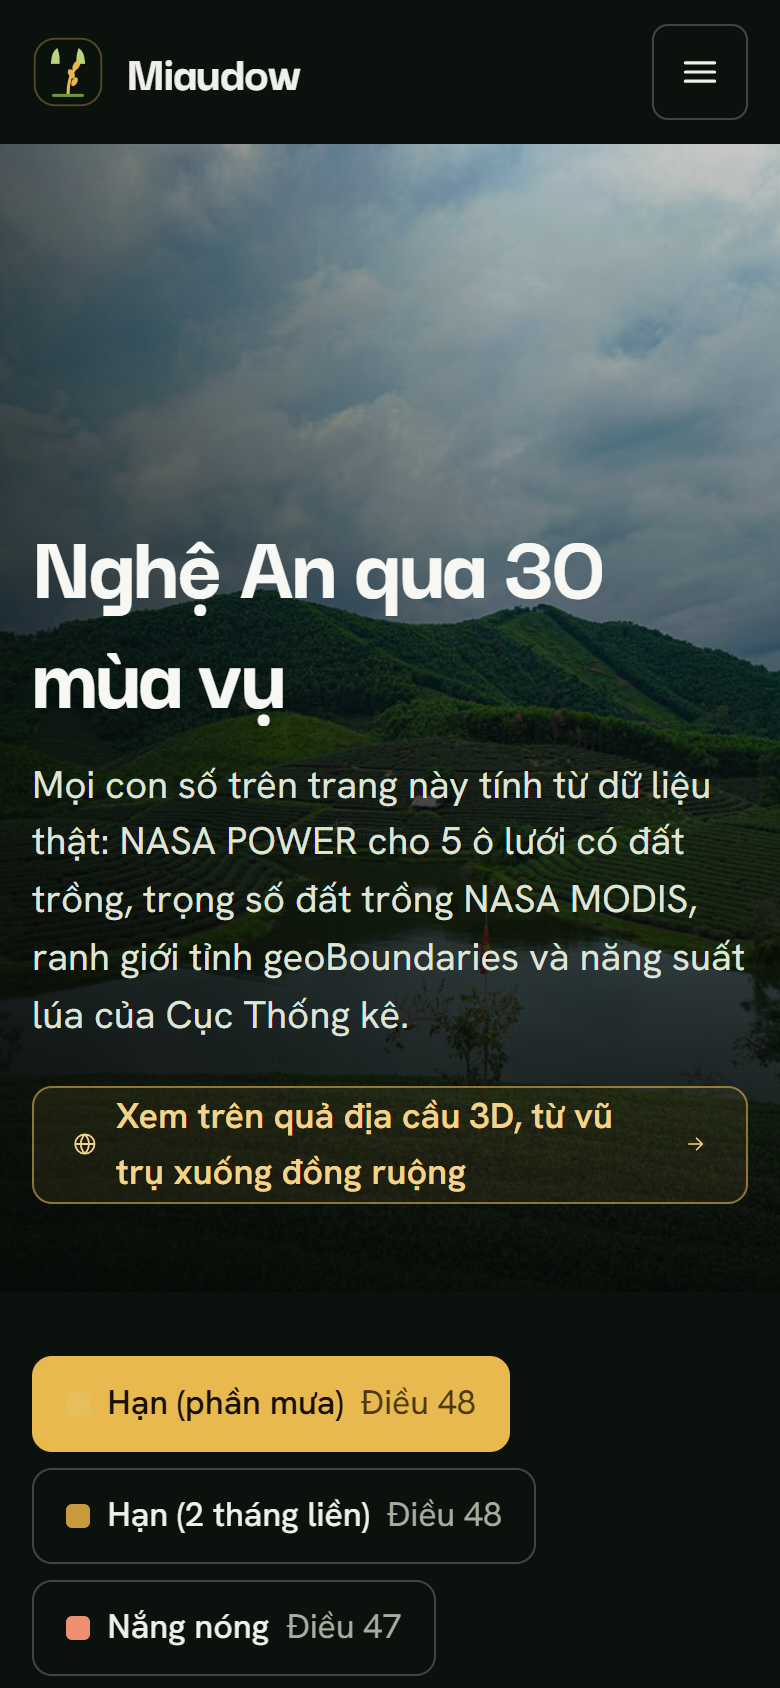 Miaudow
Nghệ An qua 30
mùa vụ
Mọi con số trên trang này tính từ dữ liệu
thật: NASA POWER cho 5 ô lưới có đất
trồng, trọng số đất trồng NASA MODIS,
ranh giới tỉnh geoBoundaries và năng suất
lúa của Cục Thống kê.
Xem trên quả địa cầu 3D, từ vũ
trụ xuống đồng ruộng
Hạn (phần mưa) Điều 48
Hạn (2 tháng liền) Điều 48
Nắng nóng Điều 47